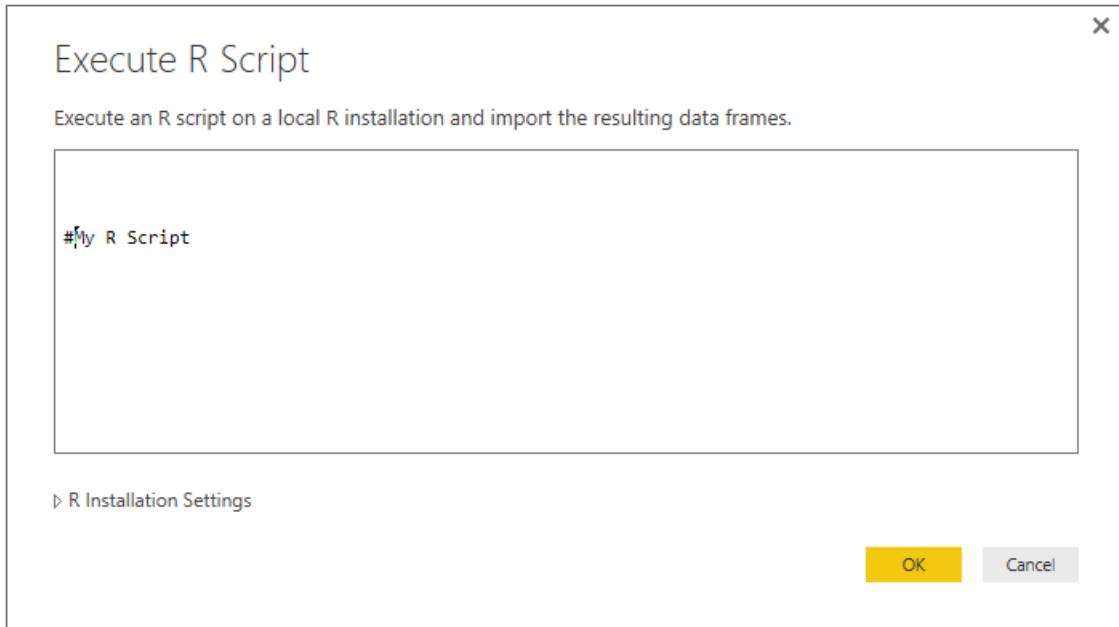 Execute R Script
Execute an R script on a local R installation and import the resulting data frames.
#My R Script
R Installation Settings
OK
Cancel